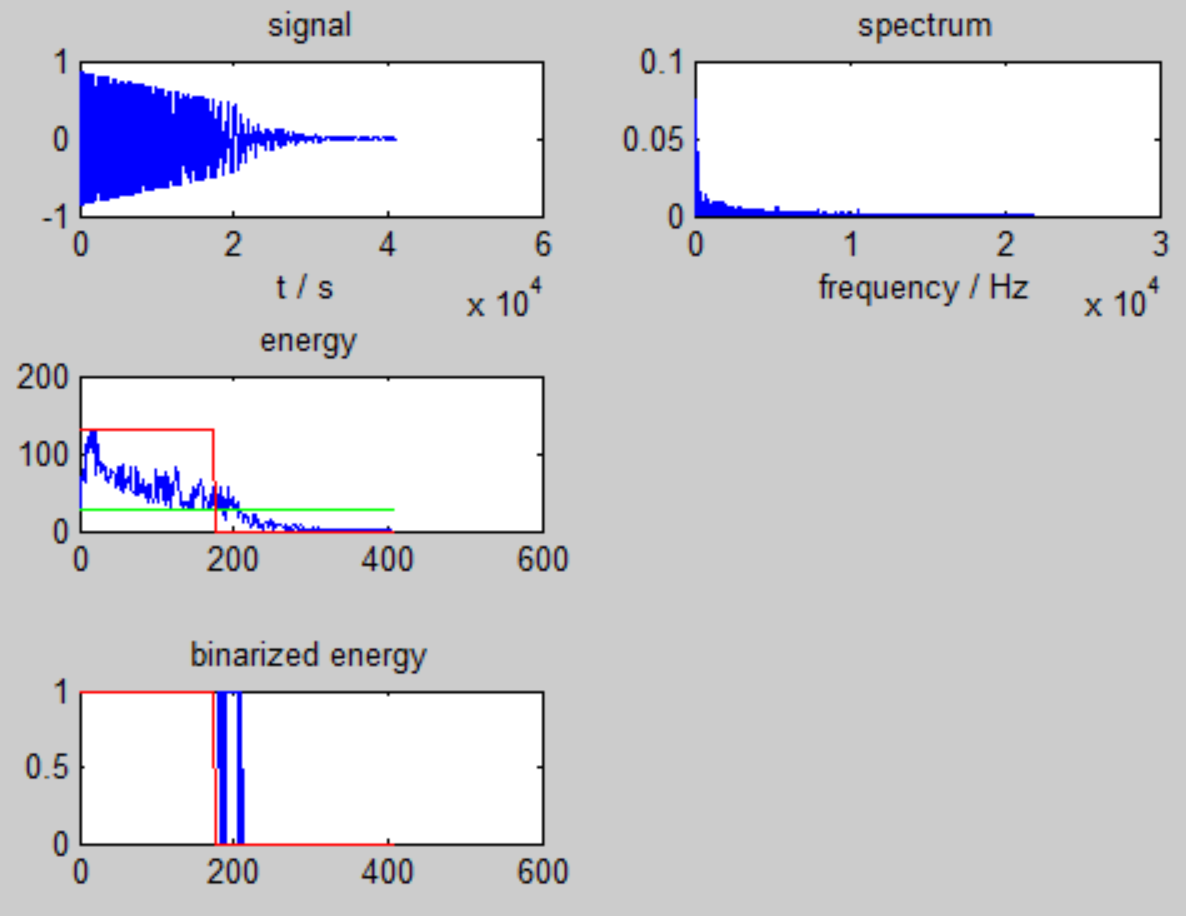 signal
1
0
-1
0 2 4 6
t / s
x 10^4
spectrum
0.1
0.05
0
0 1 2 3
frequency / Hz
x 10^4
energy
200
100
0
0 200 400 600
binarized energy
1
0.5
0
0 200 400 600